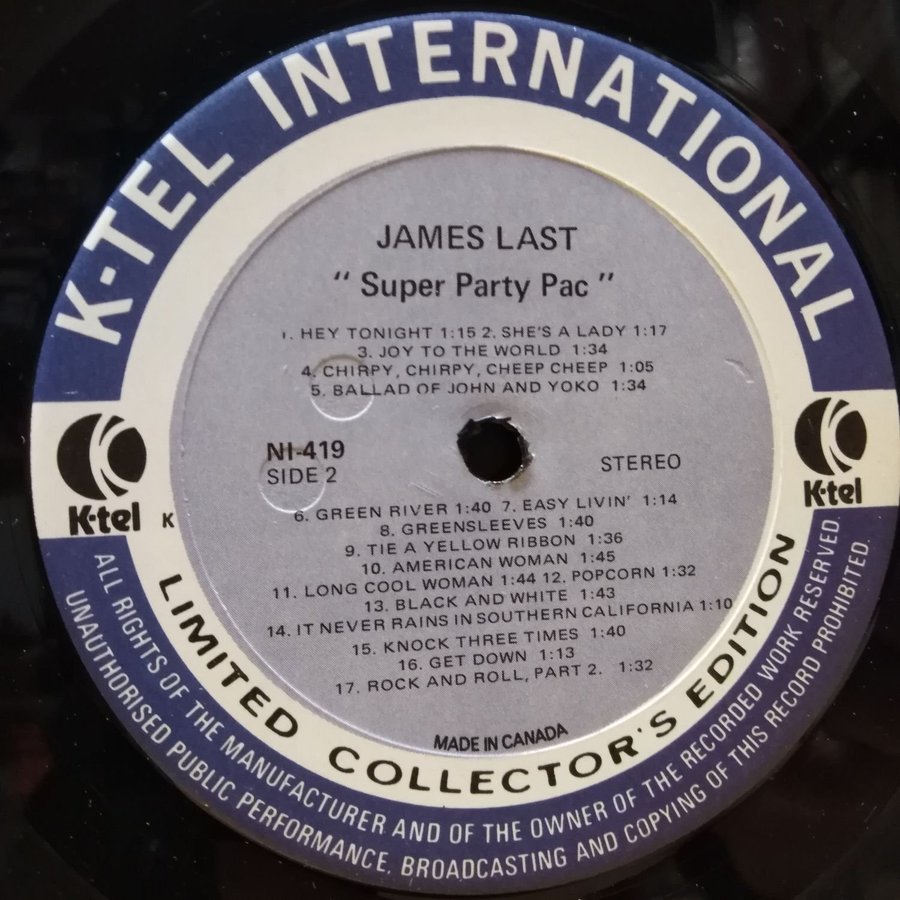 K-TEL INTERNATIONAL
JAMES LAST
" Super Party Pac "
1. HEY TONIGHT 1:15 2. SHE'S A LADY 1:17
3. JOY TO THE WORLD 1:34
4. CHIRPY, CHIRPY, CHEEP CHEEP 1:05
5. BALLAD OF JOHN AND YOKO 1:34
NI-419
SIDE 2
STEREO
K-tel
K
K-tel
6. GREEN RIVER 1:40 7. EASY LIVIN' 1:14
8. GREENSLEEVES 1:40
9. TIE A YELLOW RIBBON 1:36
10. AMERICAN WOMAN 1:45
11. LONG COOL WOMAN 1:44 12. POPCORN 1:32
13. BLACK AND WHITE 1:43
14. IT NEVER RAINS IN SOUTHERN CALIFORNIA 1:10
15. KNOCK THREE TIMES 1:40
16. GET DOWN 1:13
17. ROCK AND ROLL, PART 2. 1:32
MADE IN CANADA
LIMITED COLLECTOR'S EDITION
ALL RIGHTS OF THE MANUFACTURER AND OF THE OWNER OF THE RECORDED WORK RESERVED.
UNAUTHORISED PUBLIC PERFORMANCE, BROADCASTING AND COPYING OF THIS RECORD PROHIBITED.